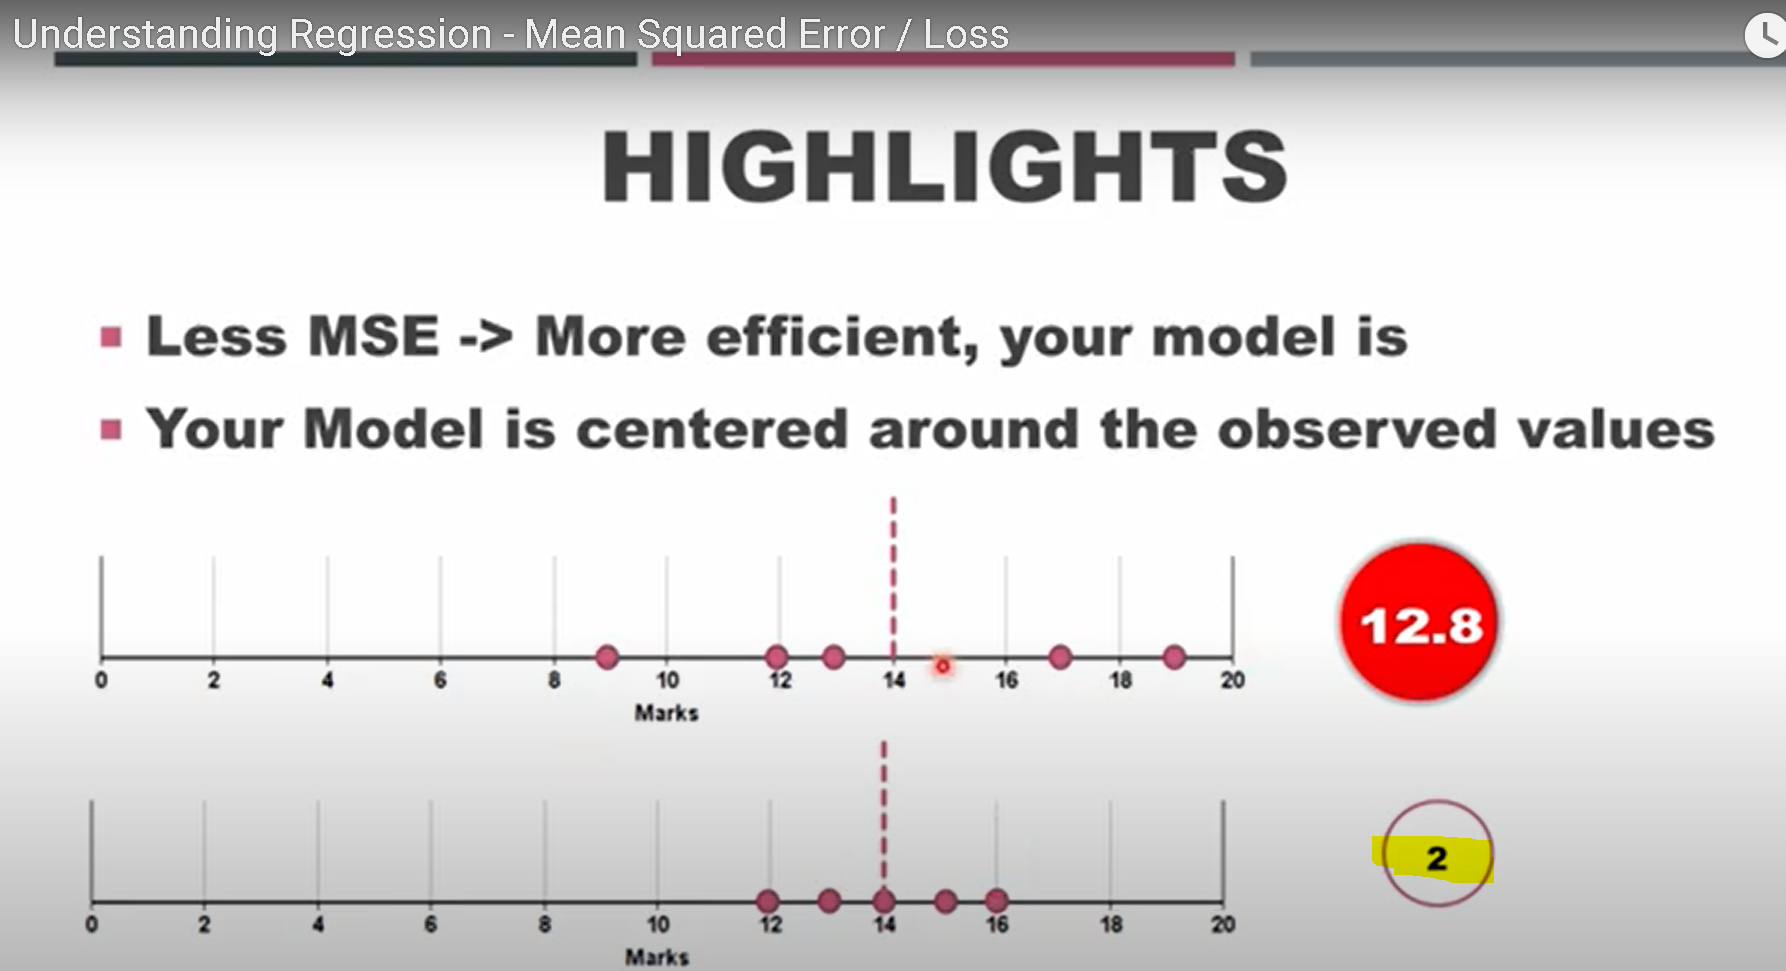 Understanding Regression - Mean Squared Error / Loss
HIGHLIGHTS
Less MSE -> More efficient, your model is
Your Model is centered around the observed values
0 2 4 6 8 10 12 14 16 18 20
Marks
12.8
0 2 4 6 8 10 12 14 16 18 20
Marks
2